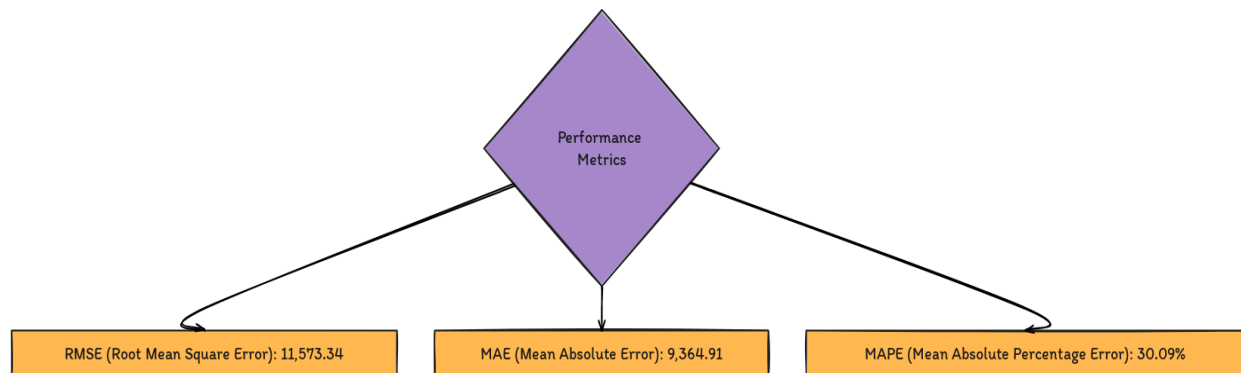 Performance
Metrics
RMSE (Root Mean Square Error): 11,573.34
MAE (Mean Absolute Error): 9,364.91
MAPE (Mean Absolute Percentage Error): 30.09%